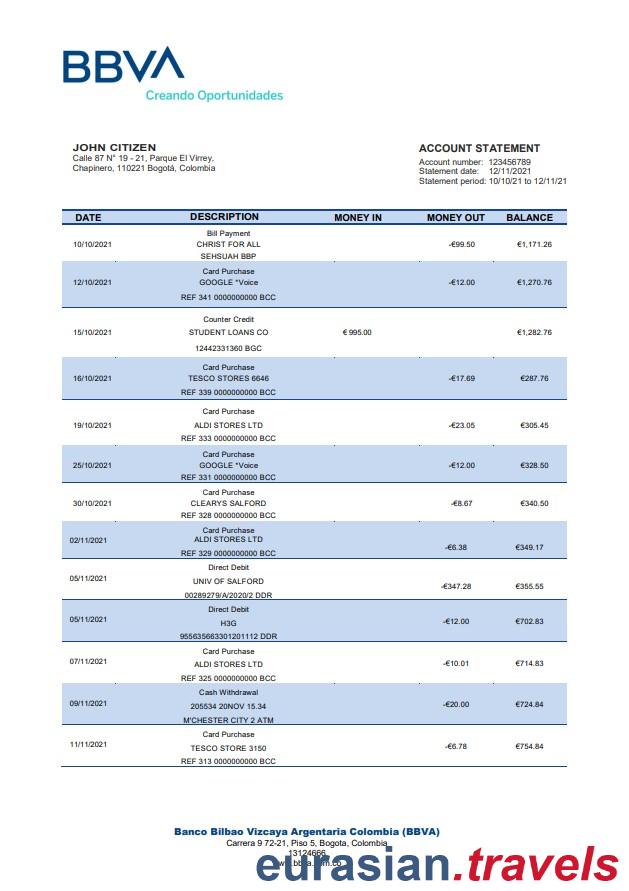 BBVA
Creando Oportunidades
JOHN CITIZEN
Calle 87 N° 19 - 21, Parque El Virrey,
Chapinero, 110221 Bogotá, Colombia
ACCOUNT STATEMENT
Account number: 123456789
Statement date: 12/11/2021
Statement period: 10/10/21 to 12/11/21
DATE DESCRIPTION MONEY IN MONEY OUT BALANCE
Bill Payment
10/10/2021 CHRIST FOR ALL -€99.50 €1,171.26
SEHSUAH BBP
Card Purchase
12/10/2021 GOOGLE *Voice -€12.00 €1,270.76
REF 341 0000000000 BCC
Counter Credit
15/10/2021 STUDENT LOANS CO € 995.00 €1,282.76
12442331360 BGC
Card Purchase
16/10/2021 TESCO STORES 6646 -€17.69 €287.76
REF 339 0000000000 BCC
Card Purchase
19/10/2021 ALDI STORES LTD -€23.05 €305.45
REF 333 0000000000 BCC
Card Purchase
25/10/2021 GOOGLE *Voice -€12.00 €328.50
REF 331 0000000000 BCC
Card Purchase
30/10/2021 CLEARYS SALFORD -€8.67 €340.50
REF 328 0000000000 BCC
Card Purchase
02/11/2021 ALDI STORES LTD -€6.38 €349.17
REF 329 0000000000 BCC
Direct Debit
05/11/2021 UNIV OF SALFORD -€347.28 €355.55
00289279/A/2020/2 DDR
Direct Debit
05/11/2021 H3G -€12.00 €702.83
955635663301201112 DDR
Card Purchase
07/11/2021 ALDI STORES LTD -€10.01 €714.83
REF 325 0000000000 BCC
Cash Withdrawal
09/11/2021 205534 20NOV 15.34 -€20.00 €724.84
M'CHESTER CITY 2 ATM
Card Purchase
11/11/2021 TESCO STORE 3150 -€6.78 €754.84
REF 313 0000000000 BCC
Banco Bilbao Vizcaya Argentaria Colombia (BBVA)
Carrera 9 72-21, Piso 5, Bogota, Colombia
13124666
eurasian.travels